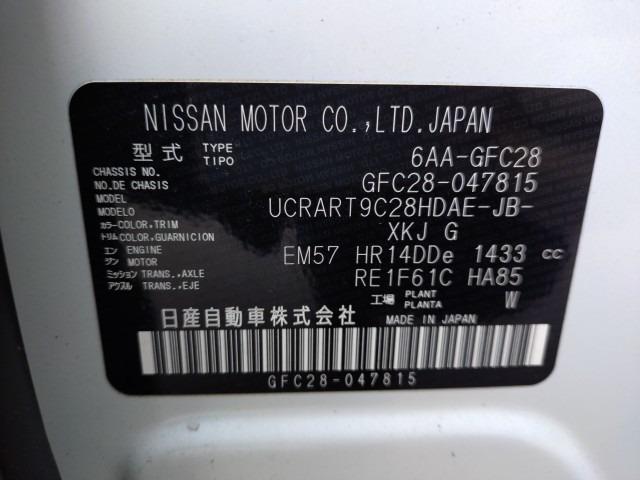 NISSAN MOTOR CO.,LTD.JAPAN
型式 TYPE TIPO 6AA-GFC28
CHASSIS NO. NO.DE CHASIS GFC28-047815
MODEL MODELO UCRART9C28HDAE-JB-
カラー COLOR,TRIM トリム COLOR,GUARNICION XKJ G
エンジン ENGINE MOTOR EM57 HR14DDe 1433 cc
ミッション TRANS.,AXLE アクスル TRANS.,EJE RE1F61C HA85
工場 PLANT PLANTA W
日産自動車株式会社 MADE IN JAPAN
GFC28-047815